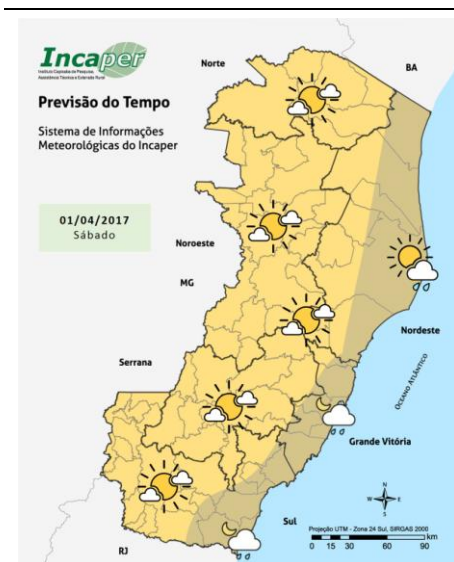 Incaper
Instituto Capixaba de Pesquisa,
Assistência Técnica e Extensão Rural
Previsão do Tempo
Sistema de Informações
Meteorológicas do Incaper
01/04/2017
Sábado
Norte
BA
Noroeste
MG
Nordeste
Serrana
OCEANO ATLÂNTICO
Grande Vitória
N
W E
S
Sul
RJ
Projeção UTM - Zona 24 Sul, SIRGAS 2000
km
0 15 30 60 90